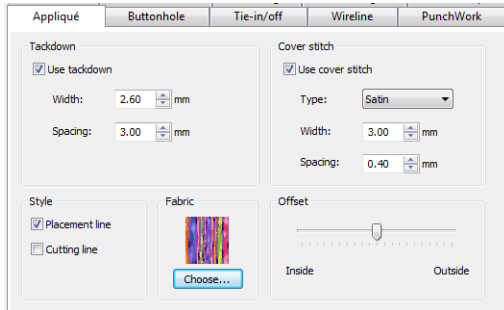 Appliqué Buttonhole Tie-in/off Wireline PunchWork
Tackdown
Use tackdown
Width: 2.60 mm
Spacing: 3.00 mm
Cover stitch
Use cover stitch
Type: Satin
Width: 3.00 mm
Spacing: 0.40 mm
Style
Placement line
Cutting line
Fabric
Choose...
Offset
Inside Outside